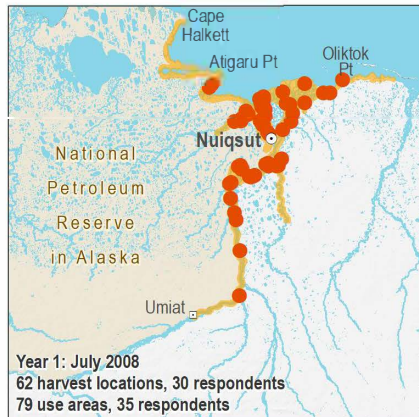 Cape
Halkett
Atigaru Pt
Oliktok
Pt
Nuiqsut
National
Petroleum
Reserve
in Alaska
Umiat
Year 1: July 2008
62 harvest locations, 30 respondents
79 use areas, 35 respondents